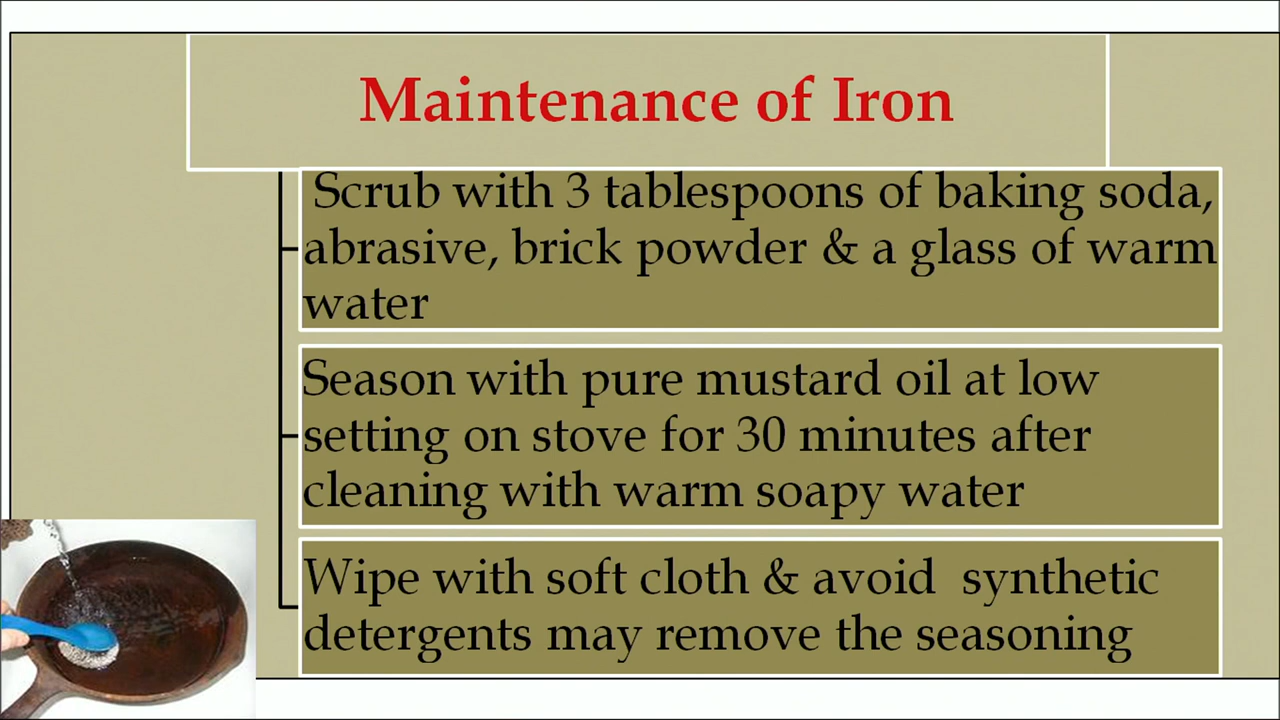 Maintenance of Iron
Scrub with 3 tablespoons of baking soda,
abrasive, brick powder & a glass of warm
water
Season with pure mustard oil at low
setting on stove for 30 minutes after
cleaning with warm soapy water
Wipe with soft cloth & avoid synthetic
detergents may remove the seasoning